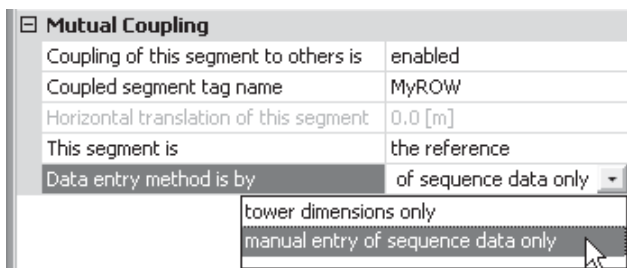 Mutual Coupling
Coupling of this segment to others is enabled
Coupled segment tag name MyROW
Horizontal translation of this segment 0.0 [m]
This segment is the reference
Data entry method is by of sequence data only
tower dimensions only
manual entry of sequence data only